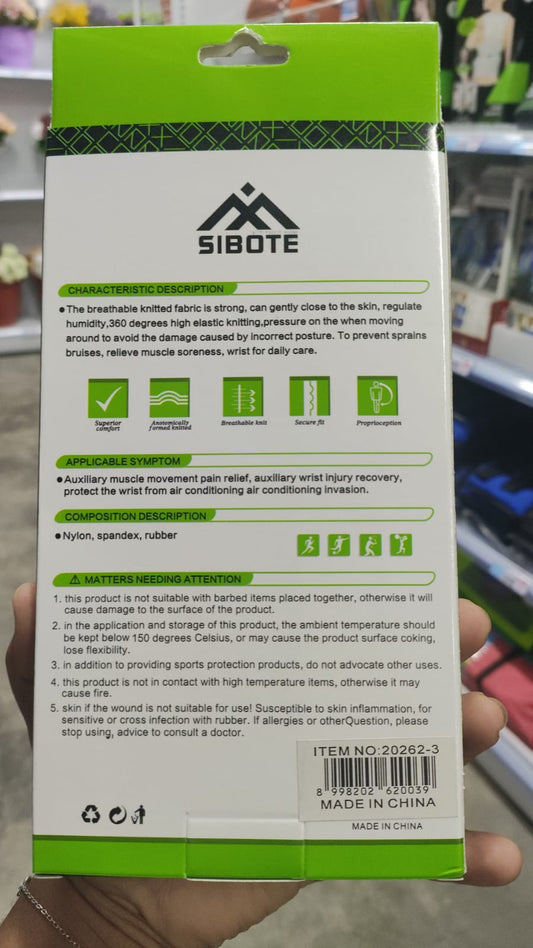 SIBOTE
CHARACTERISTIC DESCRIPTION
●The breathable knitted fabric is strong, can gently close to the skin, regulate
humidity,360 degrees high elastic knitting,pressure on the when moving
around to avoid the damage caused by incorrect posture. To prevent sprains
bruises, relieve muscle soreness, wrist for daily care.
Superior
comfort
Anatomically
formed knitted
Breathable knit
Secure fit
Proprioception
APPLICABLE SYMPTOM
●Auxiliary muscle movement pain relief, auxiliary wrist injury recovery,
protect the wrist from air conditioning air conditioning invasion.
COMPOSITION DESCRIPTION
●Nylon, spandex, rubber
⚠ MATTERS NEEDING ATTENTION
1. this product is not suitable with barbed items placed together, otherwise it will
cause damage to the surface of the product.
2. in the application and storage of this product, the ambient temperature should
be kept below 150 degrees Celsius, or may cause the product surface coking,
lose flexibility.
3. in addition to providing sports protection products, do not advocate other uses.
4. this product is not in contact with high temperature items, otherwise it may
cause fire.
5. skin if the wound is not suitable for use! Susceptible to skin inflammation, for
sensitive or cross infection with rubber. If allergies or otherQuestion, please
stop using, advice to consult a doctor.
ITEM NO:20262-3
8 998202 620039
MADE IN CHINA
MADE IN CHINA